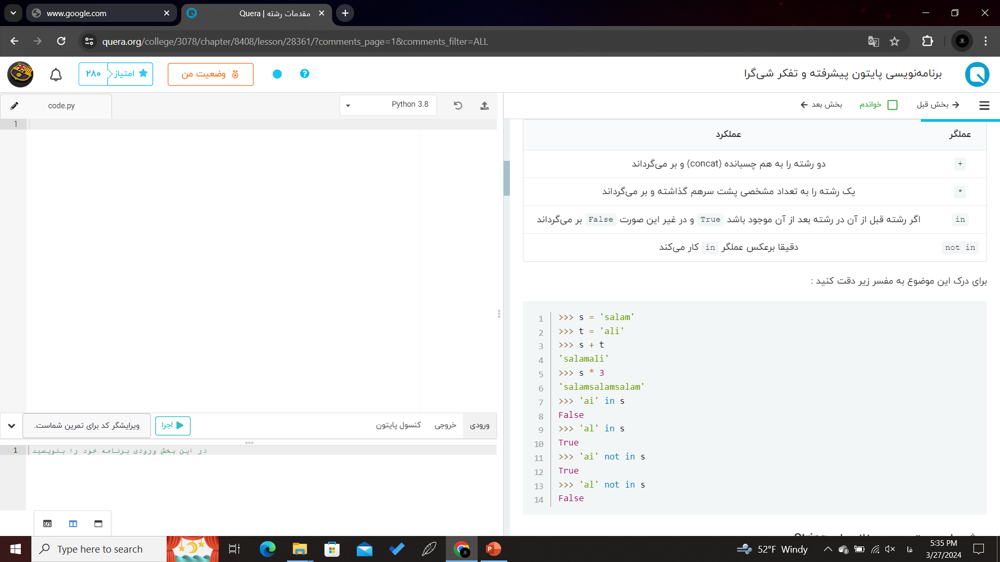 www.google.com
مقدمات رشته | Quera
quera.org/college/3078/chapter/8408/lesson/28361/?comments_page=1&comments_filter=ALL
۲۸۰
امتیاز
وضعیت من
برنامه‌نویسی پایتون پیشرفته و تفکر شی‌گرا
code.py
Python 3.8
بخش قبل
خواندم
بخش بعد
1
عملگر عملکرد
+ دو رشته را به هم چسبانده (concat) و بر می‌گرداند
* یک رشته را به تعداد مشخصی پشت سرهم گذاشته و بر می‌گرداند
in اگر رشته قبل از آن در رشته بعد از آن موجود باشد True و در غیر این صورت False بر می‌گرداند
not in دقیقا برعکس عملگر in کار می‌کند
برای درک این موضوع به مفسر زیر دقت کنید :
1 >>> s = 'salam'
2 >>> t = 'ali'
3 >>> s + t
4 'salamali'
5 >>> s * 3
6 'salamsalamsalam'
7 >>> 'ai' in s
8 False
9 >>> 'al' in s
10 True
11 >>> 'ai' not in s
12 True
13 >>> 'al' not in s
14 False
ویرایشگر کد برای تمرین شماست.
اجرا
ورودی
خروجی
کنسول پایتون
1 در این بخش ورودی برنامه خود را بنویسید
String
Type here to search
52°F Windy
فا
5:35 PM
3/27/2024